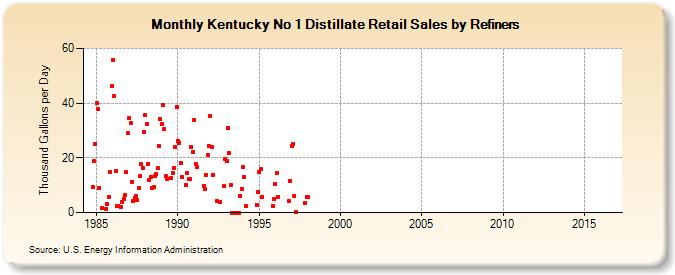 Monthly Kentucky No 1 Distillate Retail Sales by Refiners
Thousand Gallons per Day
60
40
20
0
1985 1990 1995 2000 2005 2010 2015
Source: U.S. Energy Information Administration